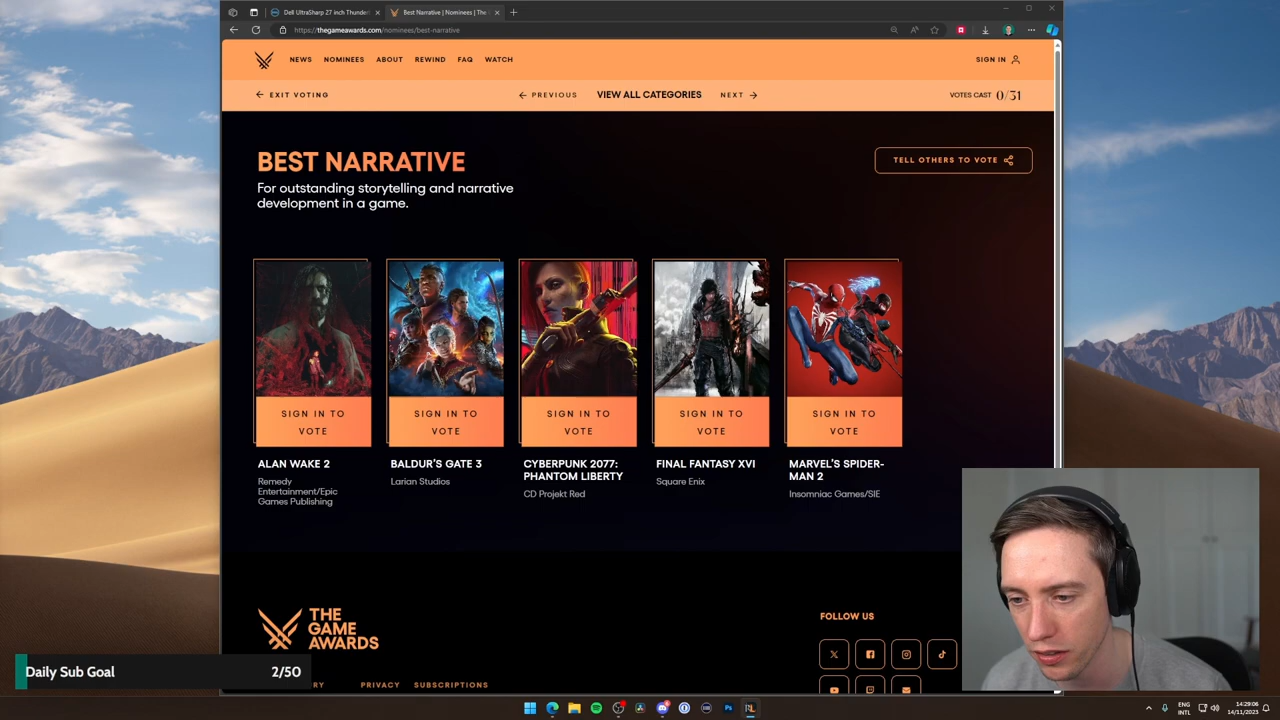 Dell UltraSharp 27 inch Thunder
Best Narrative | Nominees | The
https://thegameawards.com/nominees/best-narrative
NEWS NOMINEES ABOUT REWIND FAQ WATCH SIGN IN
EXIT VOTING PREVIOUS VIEW ALL CATEGORIES NEXT VOTES CAST 0/31
BEST NARRATIVE
TELL OTHERS TO VOTE
For outstanding storytelling and narrative
development in a game.
SIGN IN TO
VOTE
SIGN IN TO
VOTE
SIGN IN TO
VOTE
SIGN IN TO
VOTE
SIGN IN TO
VOTE
ALAN WAKE 2
Remedy
Entertainment/Epic
Games Publishing
BALDUR'S GATE 3
Larian Studios
CYBERPUNK 2077:
PHANTOM LIBERTY
CD Projekt Red
FINAL FANTASY XVI
Square Enix
MARVEL'S SPIDER-
MAN 2
Insomniac Games/SIE
THE
GAME
AWARDS
FOLLOW US
Daily Sub Goal 2/50
RY PRIVACY SUBSCRIPTIONS
ENG
INTL
14:29:06
14/11/2023